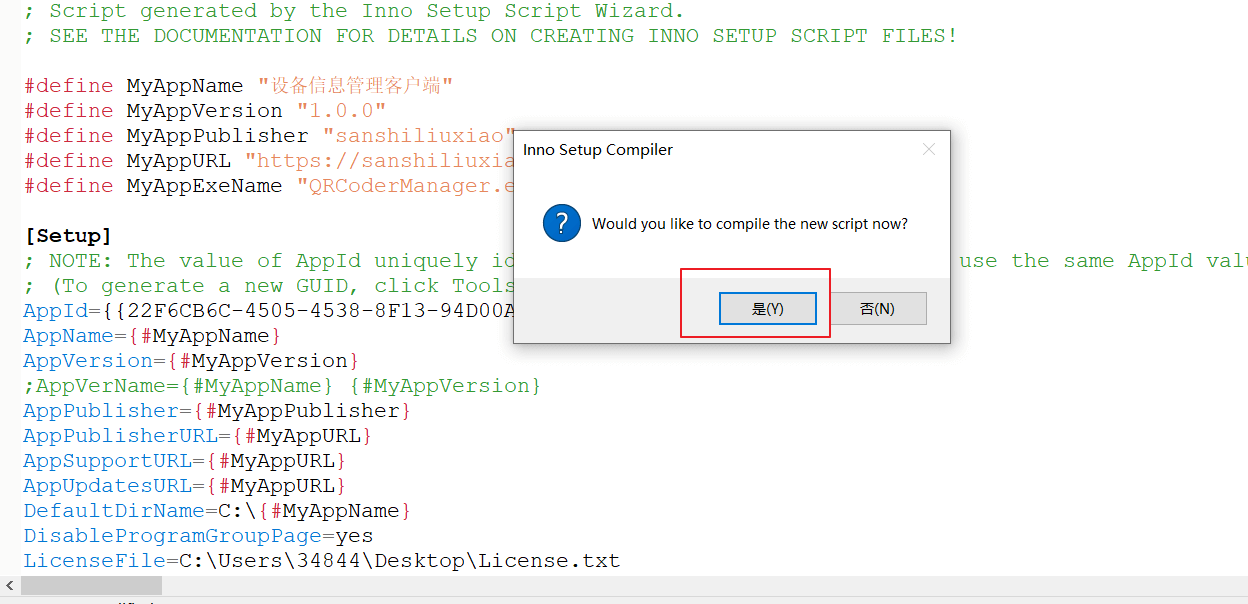 ; Script generated by the Inno Setup Script Wizard.
; SEE THE DOCUMENTATION FOR DETAILS ON CREATING INNO SETUP SCRIPT FILES!
#define MyAppName "设备信息管理客户端"
#define MyAppVersion "1.0.0"
#define MyAppPublisher "sanshiliuxiao"
#define MyAppURL "https://sanshiliuxia
#define MyAppExeName "QRCoderManager.e
Inno Setup Compiler
Would you like to compile the new script now?
是(Y)
否(N)
[Setup]
; NOTE: The value of AppId uniquely use the same AppId
; (To generate a new GUID, click Tools
AppId={{22F6CB6C-4505-4538-8F13-94D00A
AppName={#MyAppName}
AppVersion={#MyAppVersion}
;AppVerName={#MyAppName} {#MyAppVersion}
AppPublisher={#MyAppPublisher}
AppPublisherURL={#MyAppURL}
AppSupportURL={#MyAppURL}
AppUpdatesURL={#MyAppURL}
DefaultDirName=C:\{#MyAppName}
DisableProgramGroupPage=yes
LicenseFile=C:\Users\34844\Desktop\License.txt